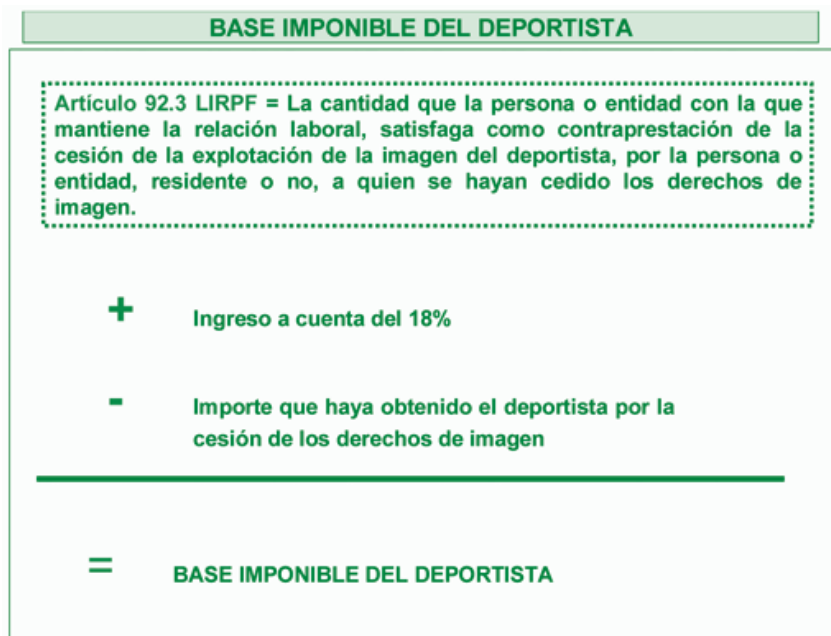 BASE IMPONIBLE DEL DEPORTISTA
Artículo 92.3 LIRPF = La cantidad que la persona o entidad con la que
mantiene la relación laboral, satisfaga como contraprestación de la
cesión de la explotación de la imagen del deportista, por la persona o
entidad, residente o no, a quien se hayan cedido los derechos de
imagen.
+ Ingreso a cuenta del 18%
- Importe que haya obtenido el deportista por la
cesión de los derechos de imagen
= BASE IMPONIBLE DEL DEPORTISTA